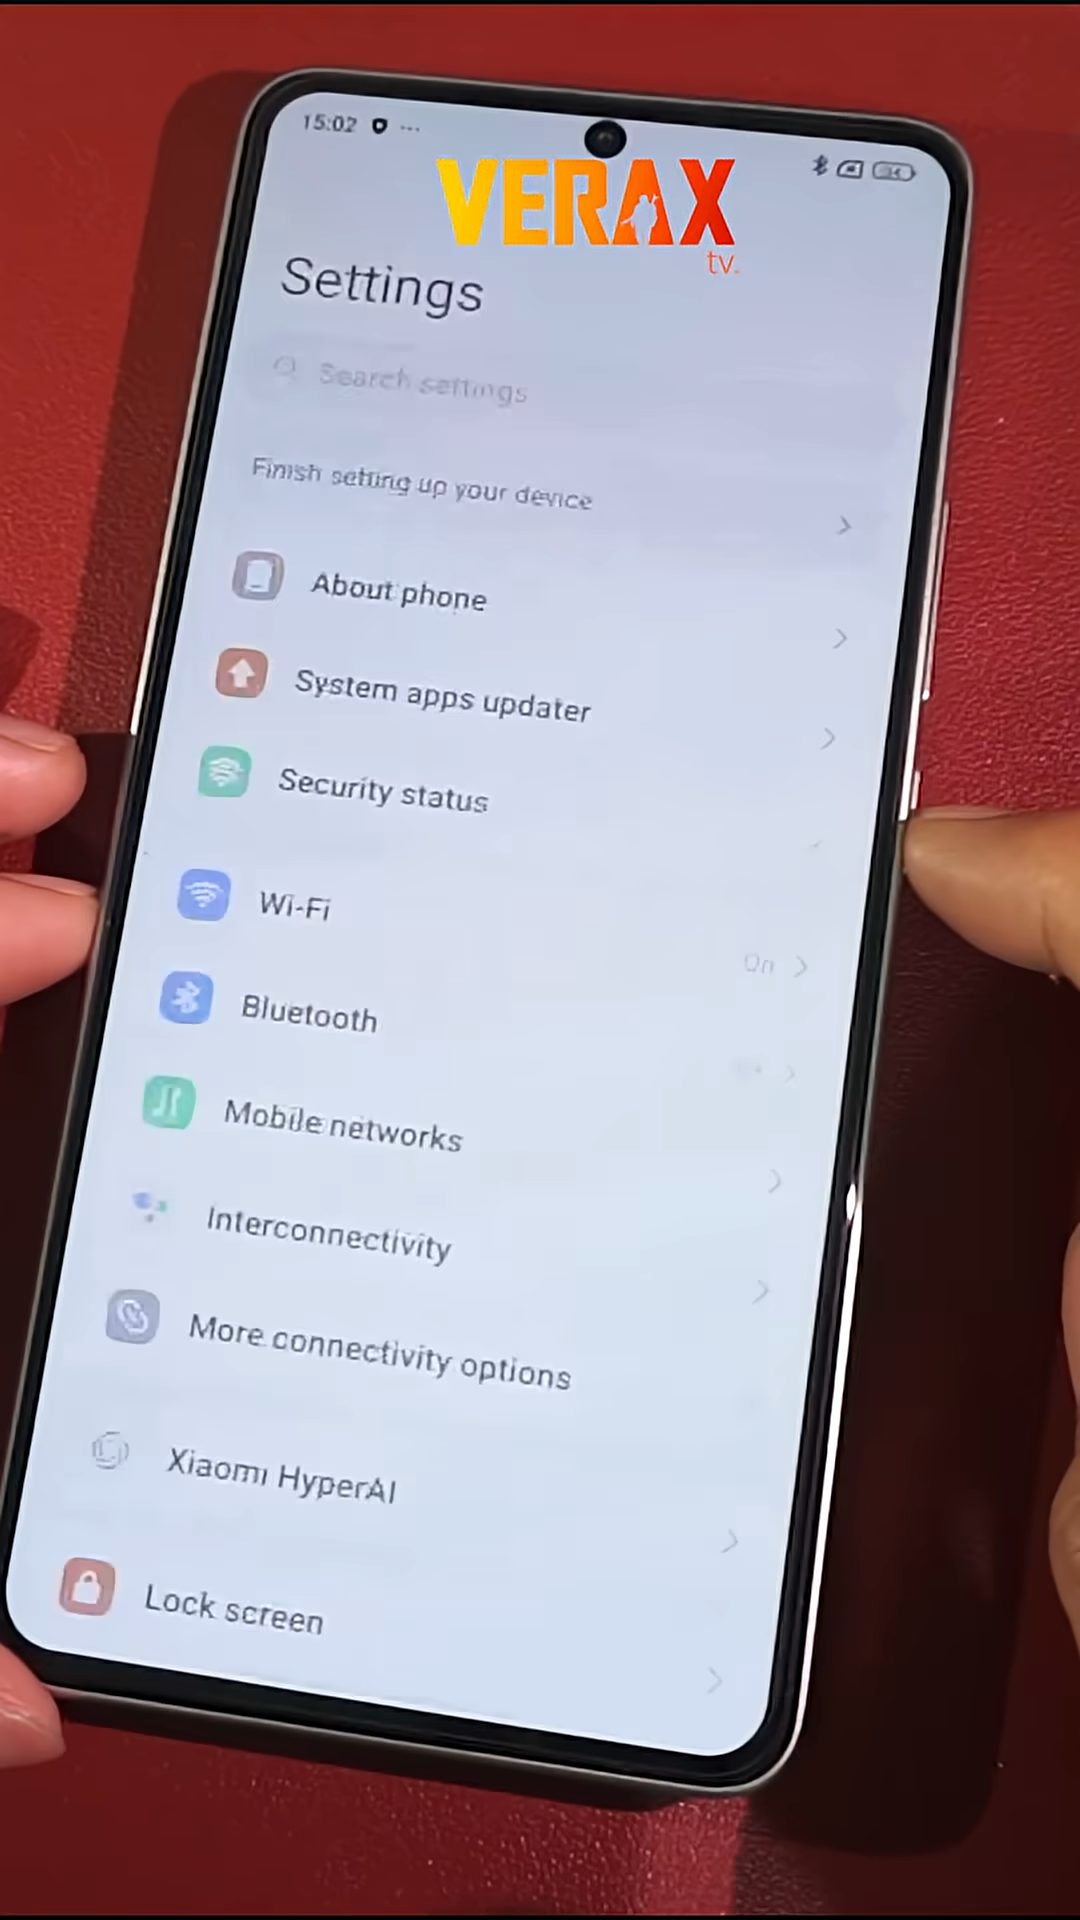 15:02
VERAX
tv.
Settings
Search settings
Finish setting up your device
About phone
System apps updater
Security status
Wi-Fi
On
Bluetooth
Mobile networks
Interconnectivity
More connectivity options
Xiaomi HyperAI
Lock screen